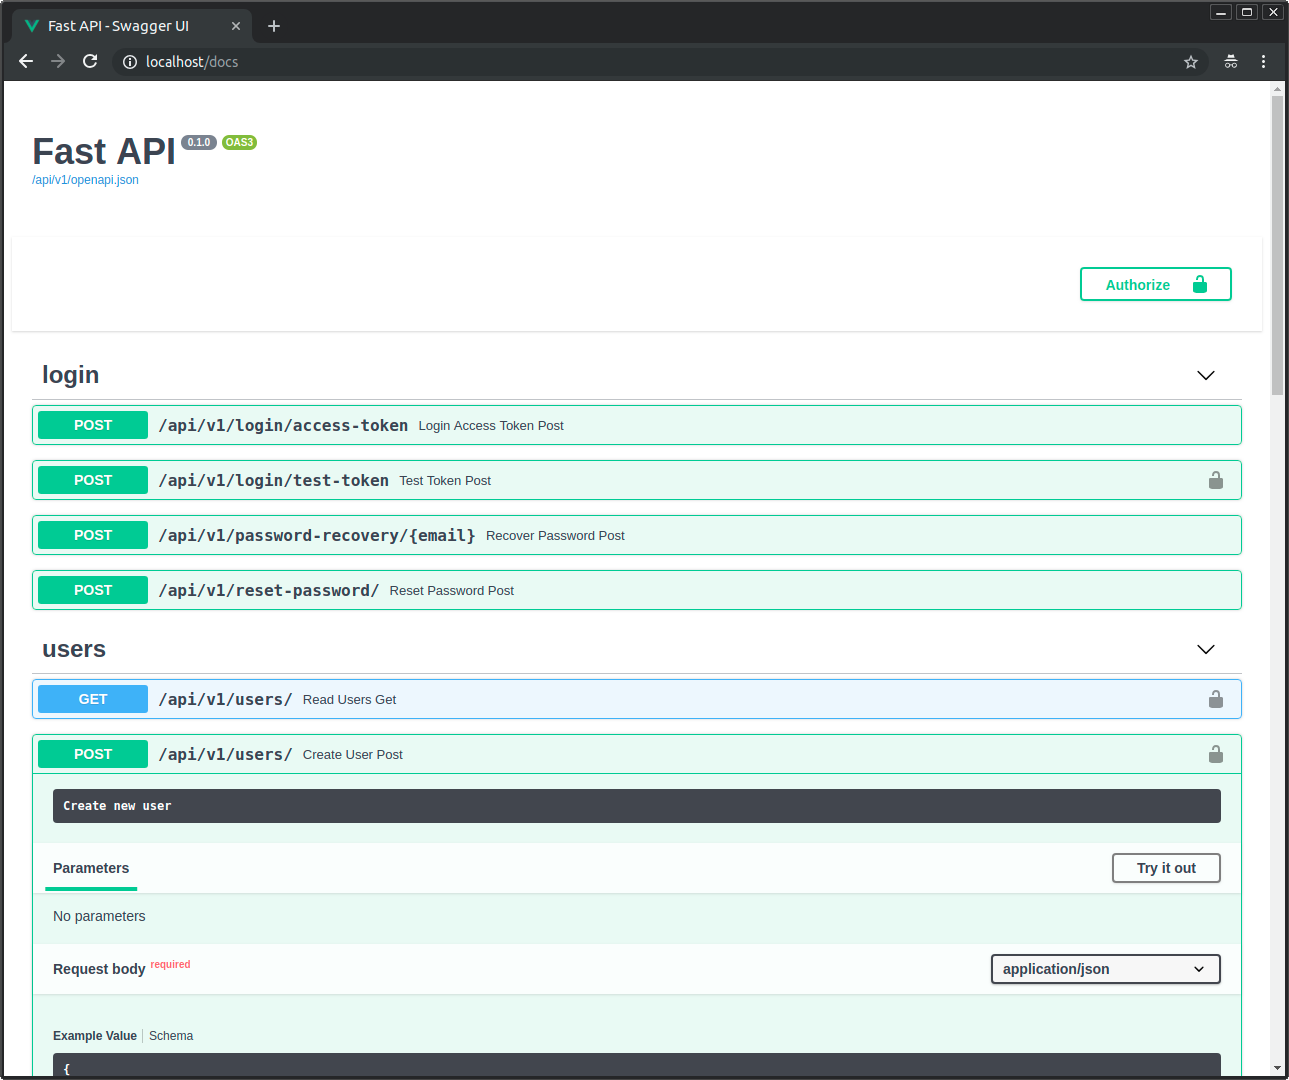 Fast API - Swagger UI
localhost/docs
Fast API 0.1.0 OAS3
/api/v1/openapi.json
Authorize
login
POST /api/v1/login/access-token Login Access Token Post
POST /api/v1/login/test-token Test Token Post
POST /api/v1/password-recovery/{email} Recover Password Post
POST /api/v1/reset-password/ Reset Password Post
users
GET /api/v1/users/ Read Users Get
POST /api/v1/users/ Create User Post
Create new user
Parameters Try it out
No parameters
Request body required application/json
Example Value Schema
{